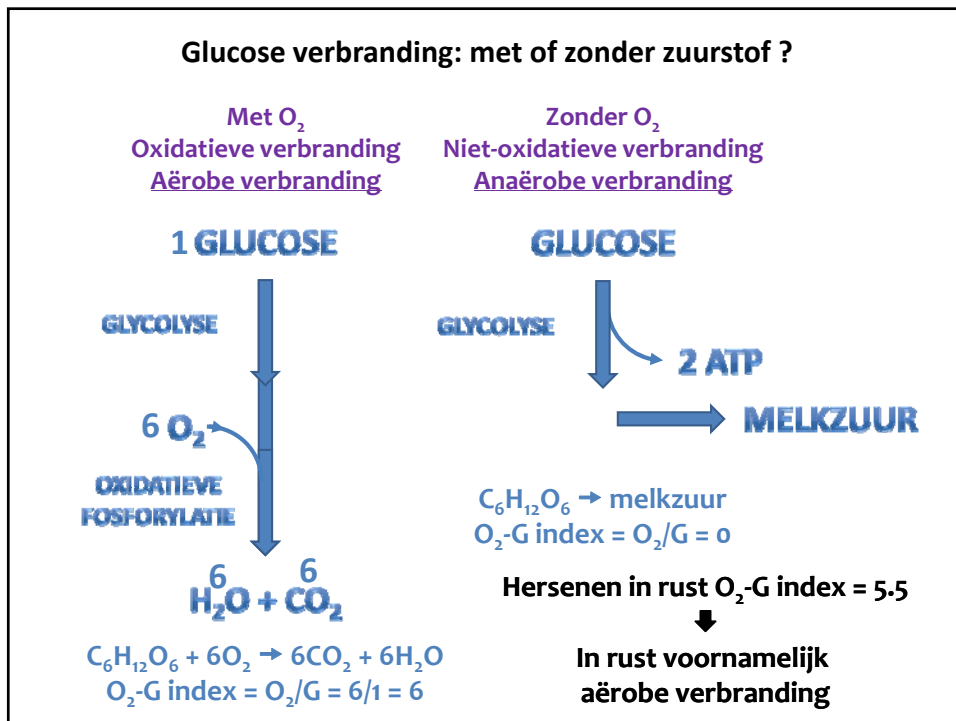 Glucose verbranding: met of zonder zuurstof ?
Met O₂
Oxidatieve verbranding
Aërobe verbranding
1 GLUCOSE
GLYCOLYSE
6 O₂
OXIDATIEVE
FOSFORYLATIE
6 6
H₂O + CO₂
C₆H₁₂O₆ + 6O₂ → 6CO₂ + 6H₂O
O₂-G index = O₂/G = 6/1 = 6
Zonder O₂
Niet-oxidatieve verbranding
Anaërobe verbranding
GLUCOSE
GLYCOLYSE
2 ATP
MELKZUUR
C₆H₁₂O₆ → melkzuur
O₂-G index = O₂/G = 0
Hersenen in rust O₂-G index = 5.5
In rust voornamelijk
aërobe verbranding